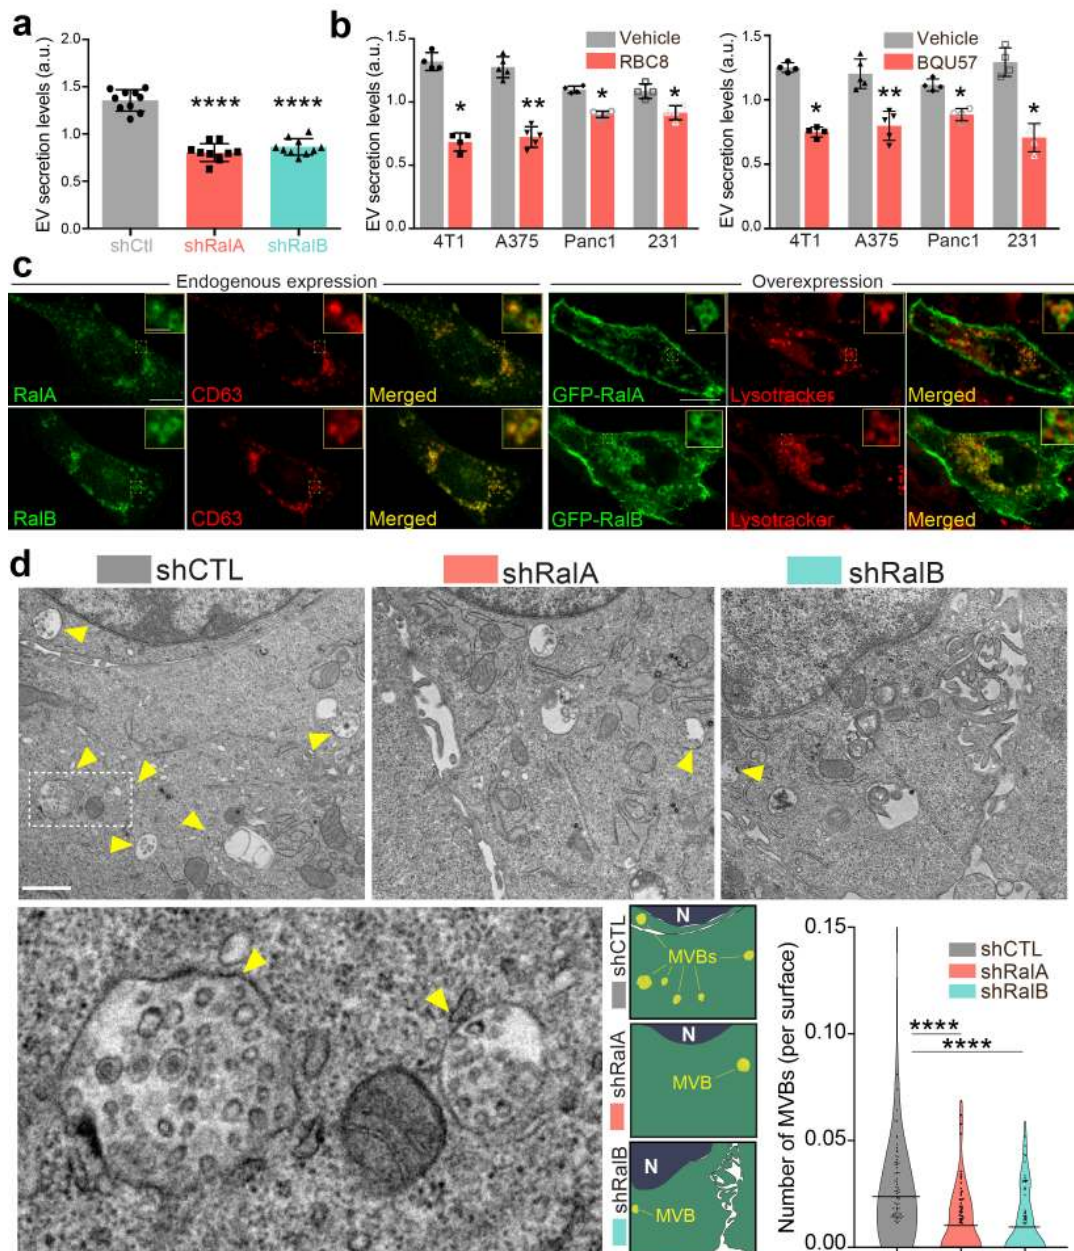 a
EV secretion levels (a.u.)
2.0
1.5
1.0
0.5
0.0
****
****
shCtl
shRalA
shRalB
b
EV secretion levels (a.u.)
1.5
1.0
0.5
0.0
Vehicle
RBC8
*
**
*
*
4T1
A375
Panc1
231
EV secretion levels (a.u.)
1.5
1.0
0.5
0.0
Vehicle
BQU57
*
**
*
*
4T1
A375
Panc1
231
c
Endogenous expression
Overexpression
RalA
CD63
Merged
GFP-RalA
Lysotracker
Merged
RalB
CD63
Merged
GFP-RalB
Lysotracker
Merged
d
shCTL
shRalA
shRalB
shCTL
N
MVBs
shRalA
N
MVB
shRalB
N
MVB
Number of MVBs (per surface)
0.15
0.10
0.05
0.00
shCTL
shRalA
shRalB
****
****